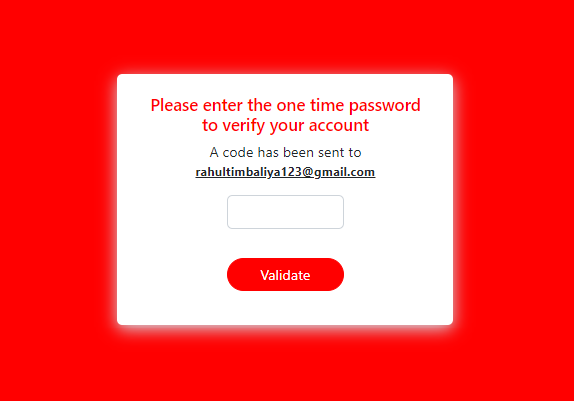 Please enter the one time password
to verify your account
A code has been sent to
rahultimbaliya123@gmail.com
Validate